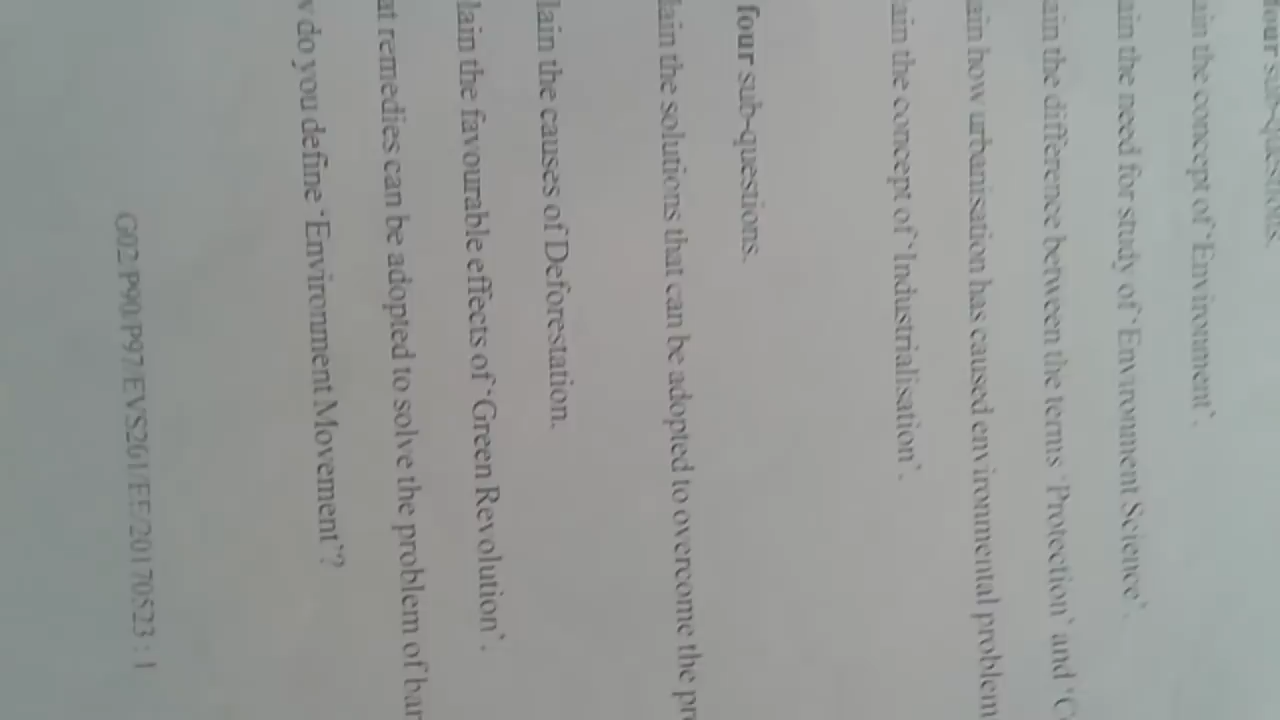 four sub-questions.
ain the concept of 'Environment'.
ain the need for study of 'Environment Science'.
ain the difference between the terms 'Protection' and 'C
ain how urbanisation has caused environmental problem
ain the concept of 'Industrialisation'.
four sub-questions.
lain the solutions that can be adopted to overcome the pr
lain the causes of Deforestation.
lain the favourable effects of 'Green Revolution'.
at remedies can be adopted to solve the problem of bar
w do you define 'Environment Movement'?
G02/P90/P97/EVS261/EE/20170523 : 1